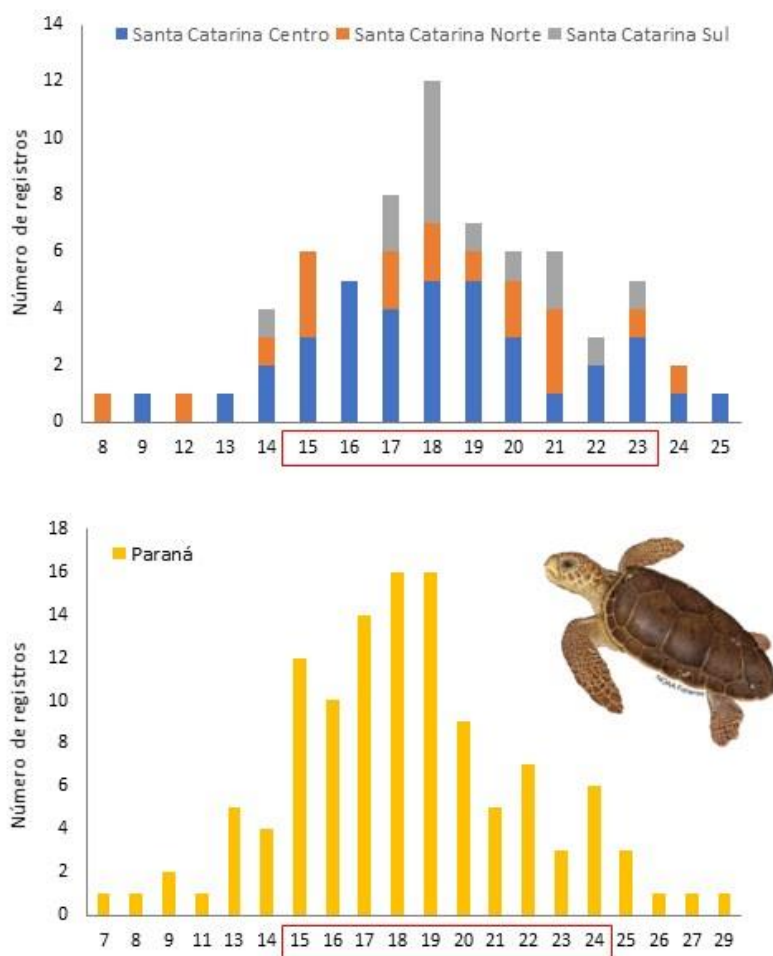 Santa Catarina Centro Santa Catarina Norte Santa Catarina Sul
Número de registros
14
12
10
8
6
4
2
0
8 9 12 13 14 15 16 17 18 19 20 21 22 23 24 25
Paraná
Número de registros
18
16
14
12
10
8
6
4
2
0
7 8 9 11 13 14 15 16 17 18 19 20 21 22 23 24 25 26 27 29
NOAA Fisheries